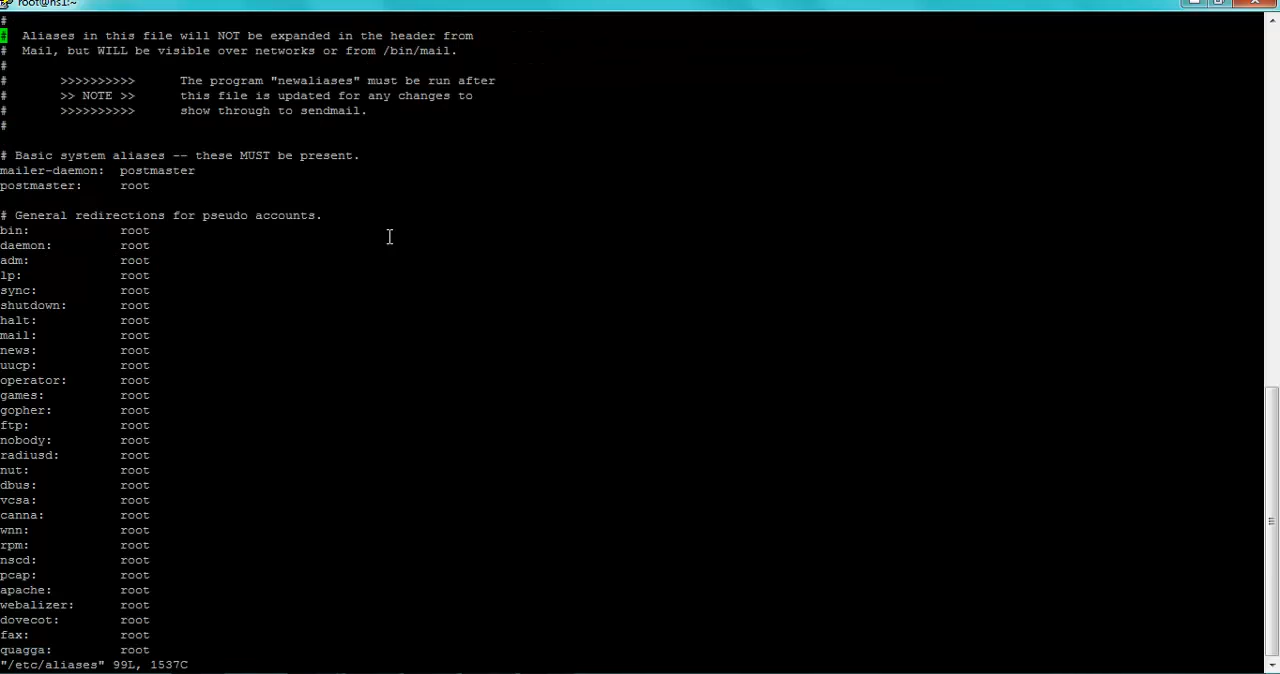 root@ns1:~
#
#  Aliases in this file will NOT be expanded in the header from
#  Mail, but WILL be visible over networks or from /bin/mail.
#
#       >>>>>>>>>>      The program "newaliases" must be run after
#       >> NOTE >>      this file is updated for any changes to
#       >>>>>>>>>>      show through to sendmail.
#
# Basic system aliases -- these MUST be present.
mailer-daemon:  postmaster
postmaster:     root
# General redirections for pseudo accounts.
bin:            root
daemon:         root
adm:            root
lp:             root
sync:           root
shutdown:       root
halt:           root
mail:           root
news:           root
uucp:           root
operator:       root
games:          root
gopher:         root
ftp:            root
nobody:         root
radiusd:        root
nut:            root
dbus:           root
vcsa:           root
canna:          root
wnn:            root
rpm:            root
nscd:           root
pcap:           root
apache:         root
webalizer:      root
dovecot:        root
fax:            root
quagga:         root
"/etc/aliases" 99L, 1537C